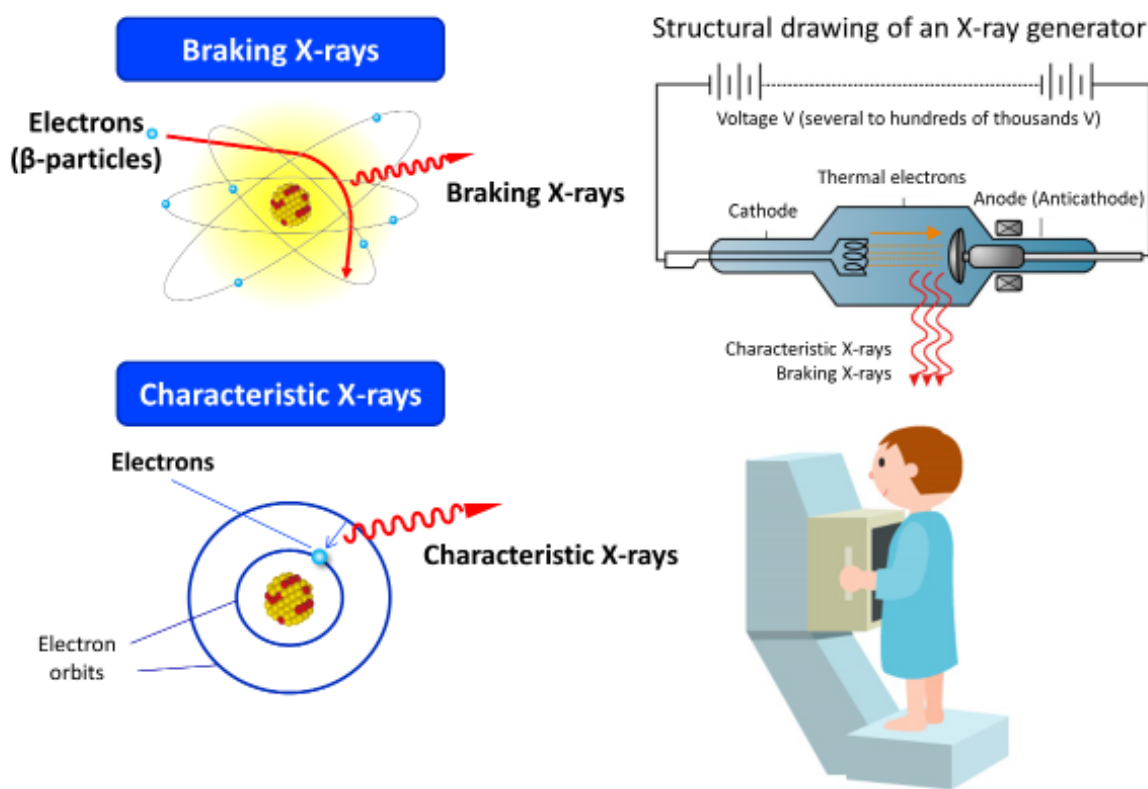 Braking X-rays
Electrons
(β-particles)
Braking X-rays
Characteristic X-rays
Electrons
Characteristic X-rays
Electron
orbits
Structural drawing of an X-ray generator
Voltage V (several to hundreds of thousands V)
Thermal electrons
Cathode
Anode (Anticathode)
Characteristic X-rays
Braking X-rays